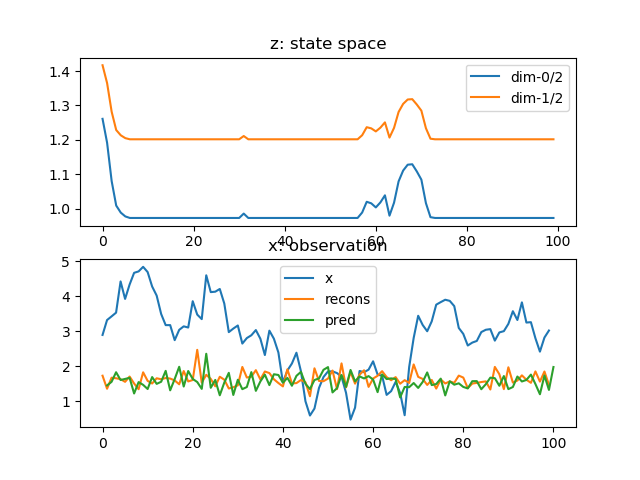 z: state space
1.4
1.3
1.2
1.1
1.0
dim-0/2
dim-1/2
0 20 40 60 80 100
x: observation
5
4
3
2
1
x
recons
pred
0 20 40 60 80 100